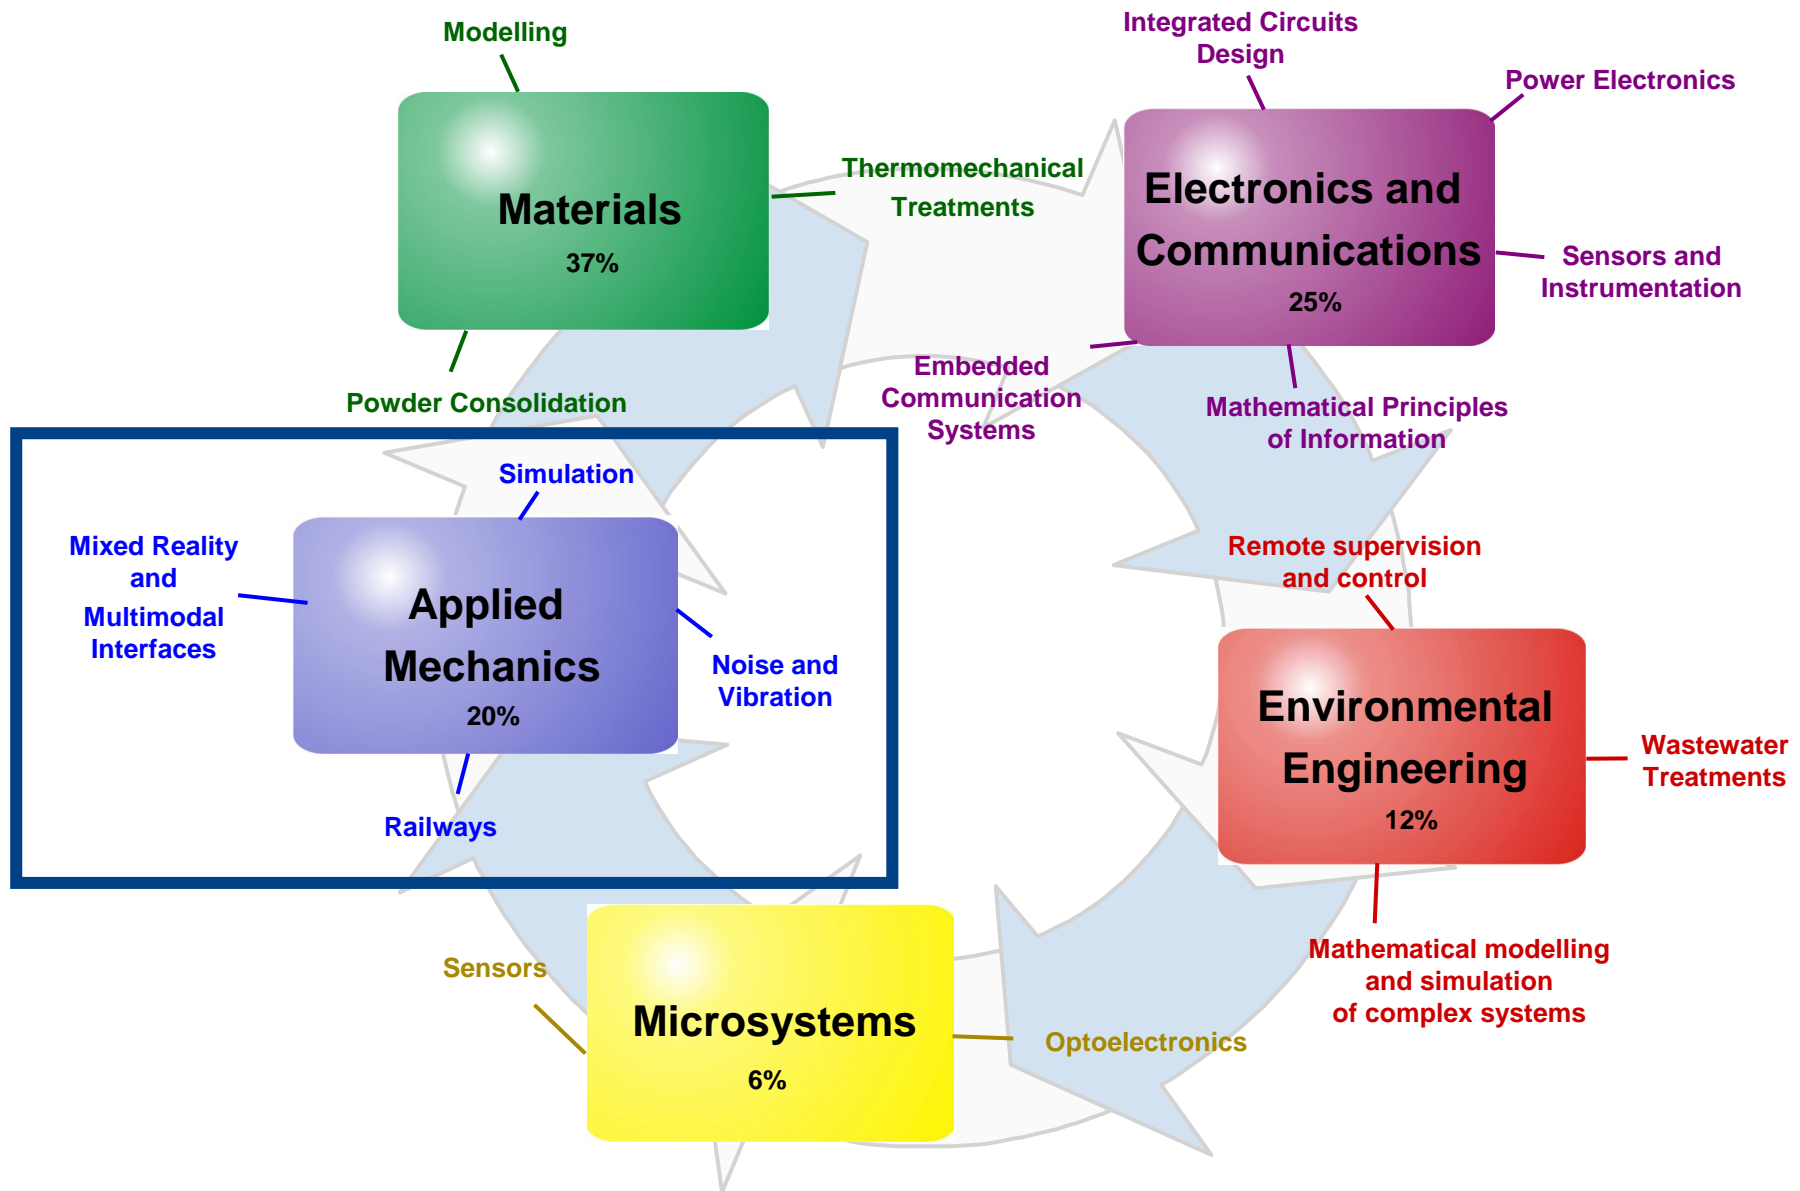 Modelling
Materials
37%
Thermomechanical
Treatments
Powder Consolidation
Integrated Circuits
Design
Power Electronics
Electronics and
Communications
25%
Sensors and
Instrumentation
Embedded
Communication
Systems
Mathematical Principles
of Information
Simulation
Mixed Reality
and
Multimodal
Interfaces
Applied
Mechanics
20%
Noise and
Vibration
Railways
Remote supervision
and control
Environmental
Engineering
12%
Wastewater
Treatments
Mathematical modelling
and simulation
of complex systems
Sensors
Microsystems
6%
Optoelectronics